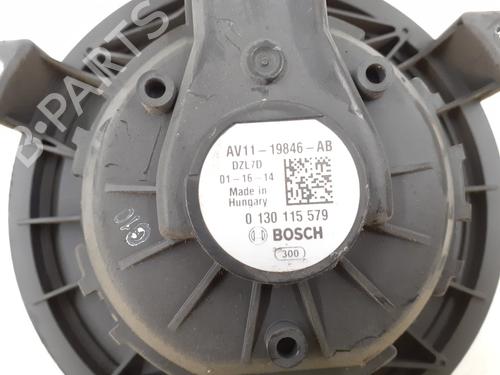 B-PARTS
AV11-19846-AB
DZL7D
01-16-14
Made in
Hungary
0 130 115 579
BOSCH
300